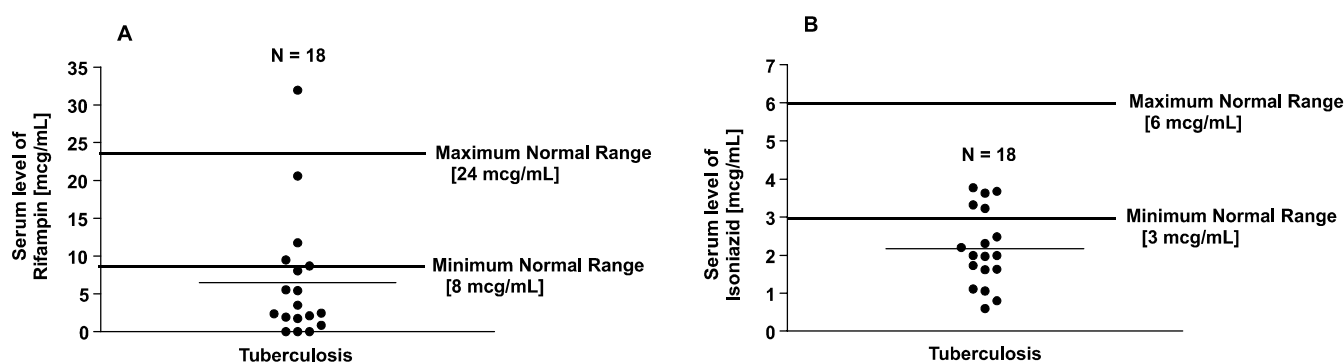 A
N = 18
Serum level of
Rifampin [mcg/mL]
35
30
25
20
15
10
5
0
Maximum Normal Range
[24 mcg/mL]
Minimum Normal Range
[8 mcg/mL]
Tuberculosis
B
N = 18
Serum level of
Isoniazid [mcg/mL]
7
6
5
4
3
2
1
0
Maximum Normal Range
[6 mcg/mL]
Minimum Normal Range
[3 mcg/mL]
Tuberculosis